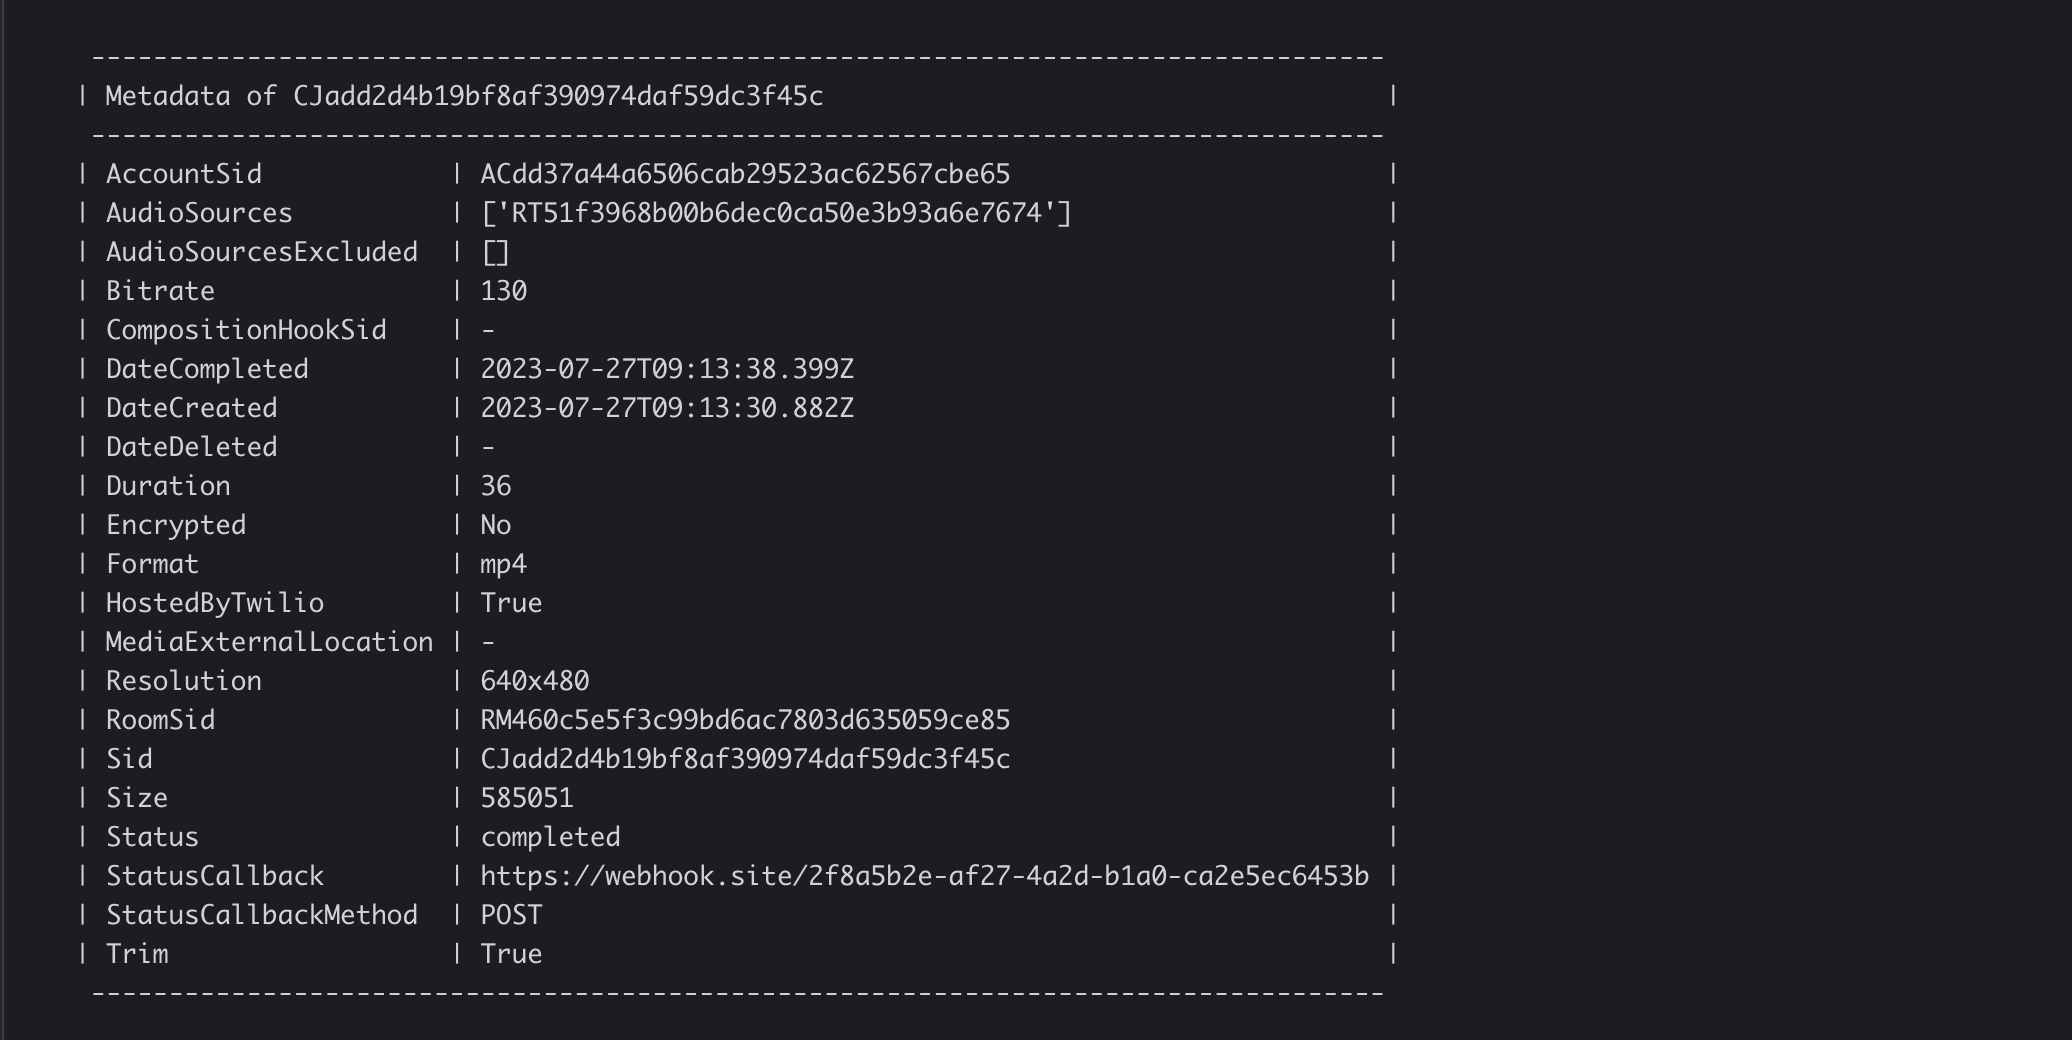 -----------------------------------------------------------------------------------
| Metadata of CJadd2d4b19bf8af390974daf59dc3f45c |
-----------------------------------------------------------------------------------
| AccountSid | ACdd37a44a6506cab29523ac62567cbe65 |
| AudioSources | ['RT51f3968b00b6dec0ca50e3b93a6e7674'] |
| AudioSourcesExcluded | [] |
| Bitrate | 130 |
| CompositionHookSid | - |
| DateCompleted | 2023-07-27T09:13:38.399Z |
| DateCreated | 2023-07-27T09:13:30.882Z |
| DateDeleted | - |
| Duration | 36 |
| Encrypted | No |
| Format | mp4 |
| HostedByTwilio | True |
| MediaExternalLocation | - |
| Resolution | 640x480 |
| RoomSid | RM460c5e5f3c99bd6ac7803d635059ce85 |
| Sid | CJadd2d4b19bf8af390974daf59dc3f45c |
| Size | 585051 |
| Status | completed |
| StatusCallback | https://webhook.site/2f8a5b2e-af27-4a2d-b1a0-ca2e5ec6453b |
| StatusCallbackMethod | POST |
| Trim | True |
-----------------------------------------------------------------------------------